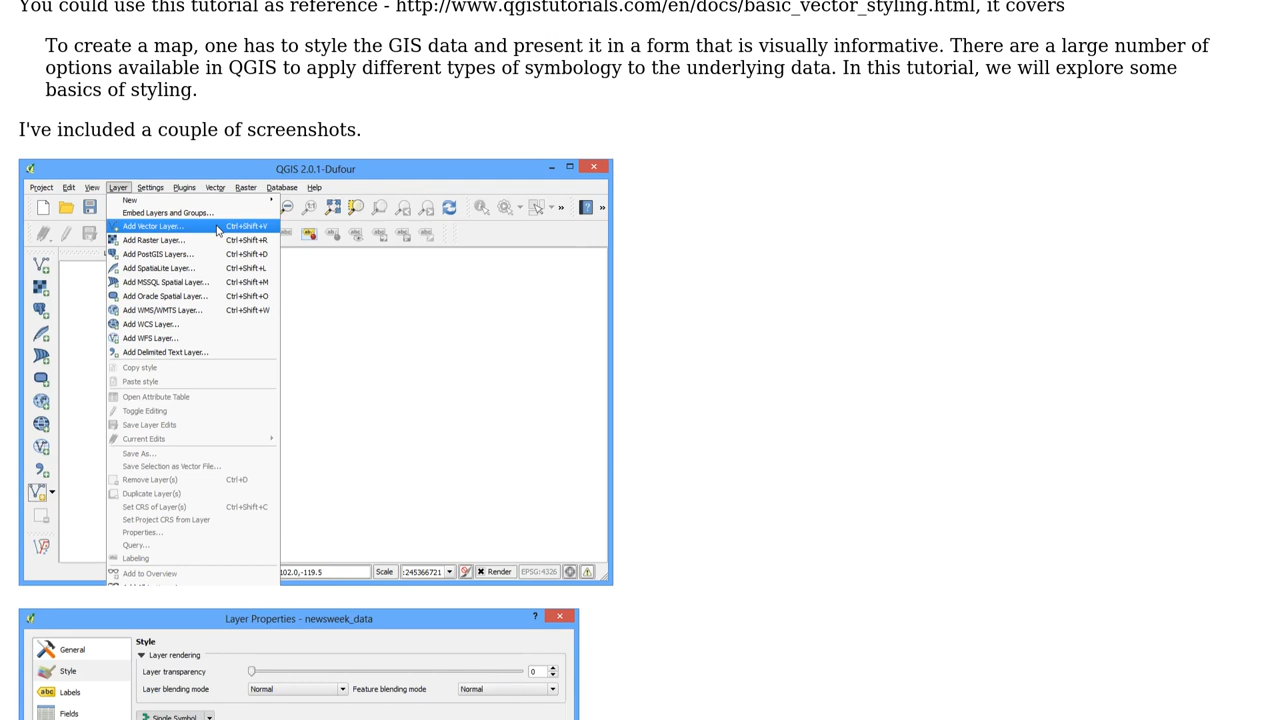 You could use this tutorial as reference - http://www.qgistutorials.com/en/docs/basic_vector_styling.html, it covers
To create a map, one has to style the GIS data and present it in a form that is visually informative. There are a large number of
options available in QGIS to apply different types of symbology to the underlying data. In this tutorial, we will explore some
basics of styling.
I've included a couple of screenshots.
QGIS 2.0.1-Dufour
Project Edit View Layer Settings Plugins Vector Raster Database Help
New
Embed Layers and Groups...
Add Vector Layer... Ctrl+Shift+V
Add Raster Layer... Ctrl+Shift+R
Add PostGIS Layers... Ctrl+Shift+D
Add SpatiaLite Layer... Ctrl+Shift+L
Add MSSQL Spatial Layer... Ctrl+Shift+M
Add Oracle Spatial Layer... Ctrl+Shift+O
Add WMS/WMTS Layer... Ctrl+Shift+W
Add WCS Layer...
Add WFS Layer...
Add Delimited Text Layer...
Copy style
Paste style
Open Attribute Table
Toggle Editing
Save Layer Edits
Current Edits
Save As...
Save Selection as Vector File...
Remove Layer(s) Ctrl+D
Duplicate Layer(s)
Set CRS of Layer(s) Ctrl+Shift+C
Set Project CRS from Layer
Properties...
Query...
Labeling
102.0,-119.5 Scale :245366721 Render EPSG:4326
Add to Overview
Layer Properties - newsweek_data
Style
General
Layer rendering
Style
Layer transparency 0
Layer blending mode Normal Feature blending mode Normal
abc Labels
Fields
Single Symbol